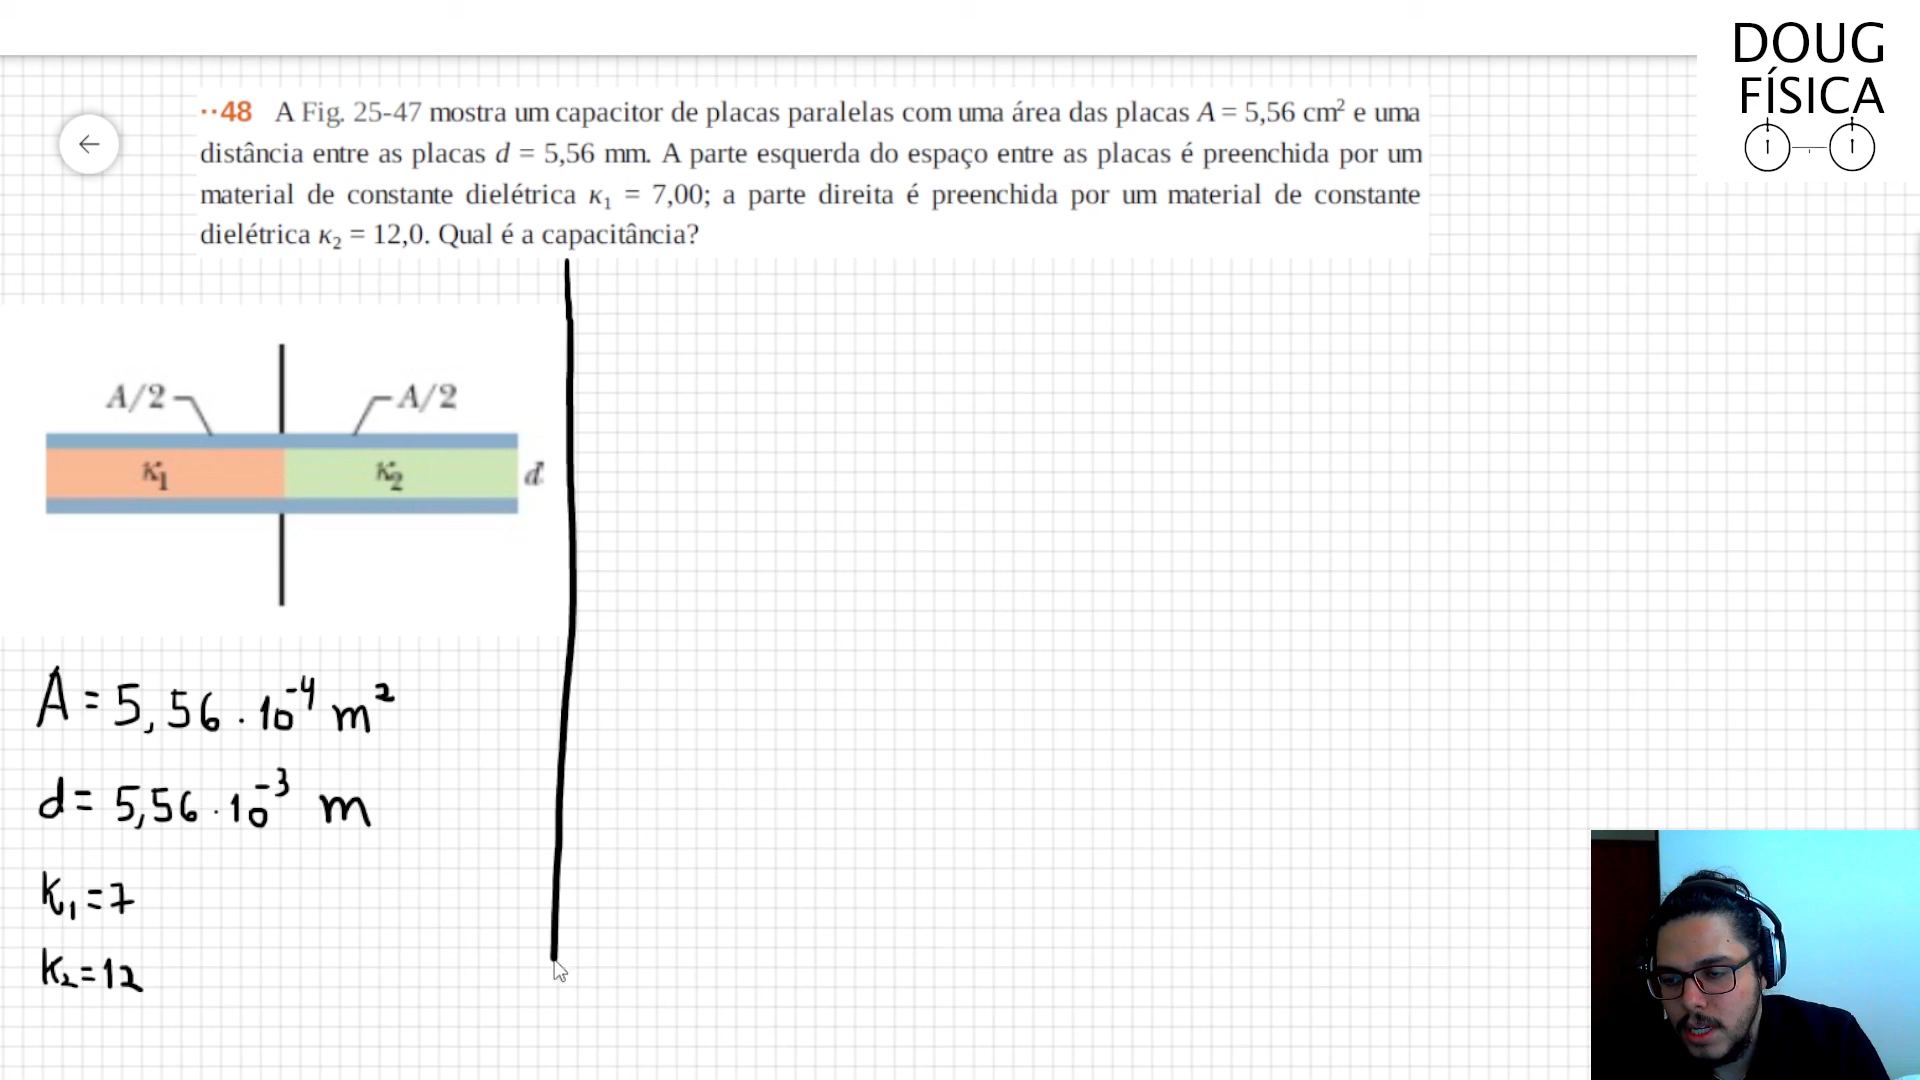 DOUG
FÍSICA
··48 A Fig. 25-47 mostra um capacitor de placas paralelas com uma área das placas A = 5,56 cm² e uma
distância entre as placas d = 5,56 mm. A parte esquerda do espaço entre as placas é preenchida por um
material de constante dielétrica κ₁ = 7,00; a parte direita é preenchida por um material de constante
dielétrica κ₂ = 12,0. Qual é a capacitância?
A/2 A/2
κ₁ κ₂ d
A = 5,56 · 10⁻⁴ m²
d = 5,56 · 10⁻³ m
K₁ = 7
K₂ = 12